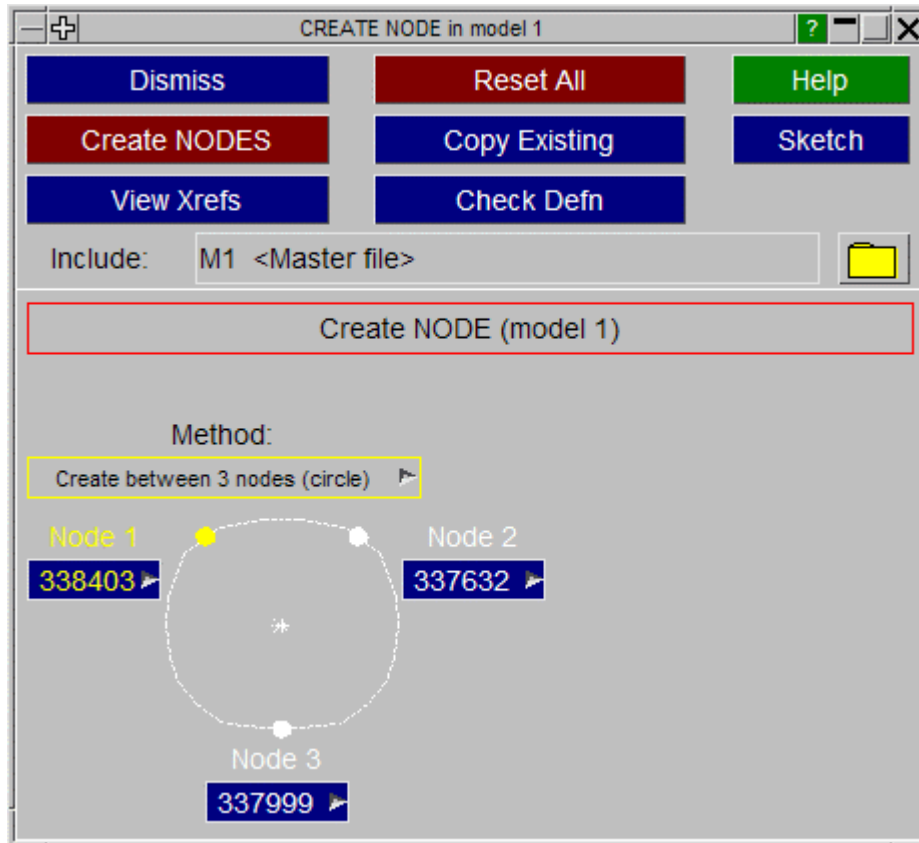 CREATE NODE in model 1 ?
Dismiss Reset All Help
Create NODES Copy Existing Sketch
View Xrefs Check Defn
Include: M1 <Master file>
Create NODE (model 1)
Method:
Create between 3 nodes (circle)
Node 1 Node 2
338403 337632
Node 3
337999